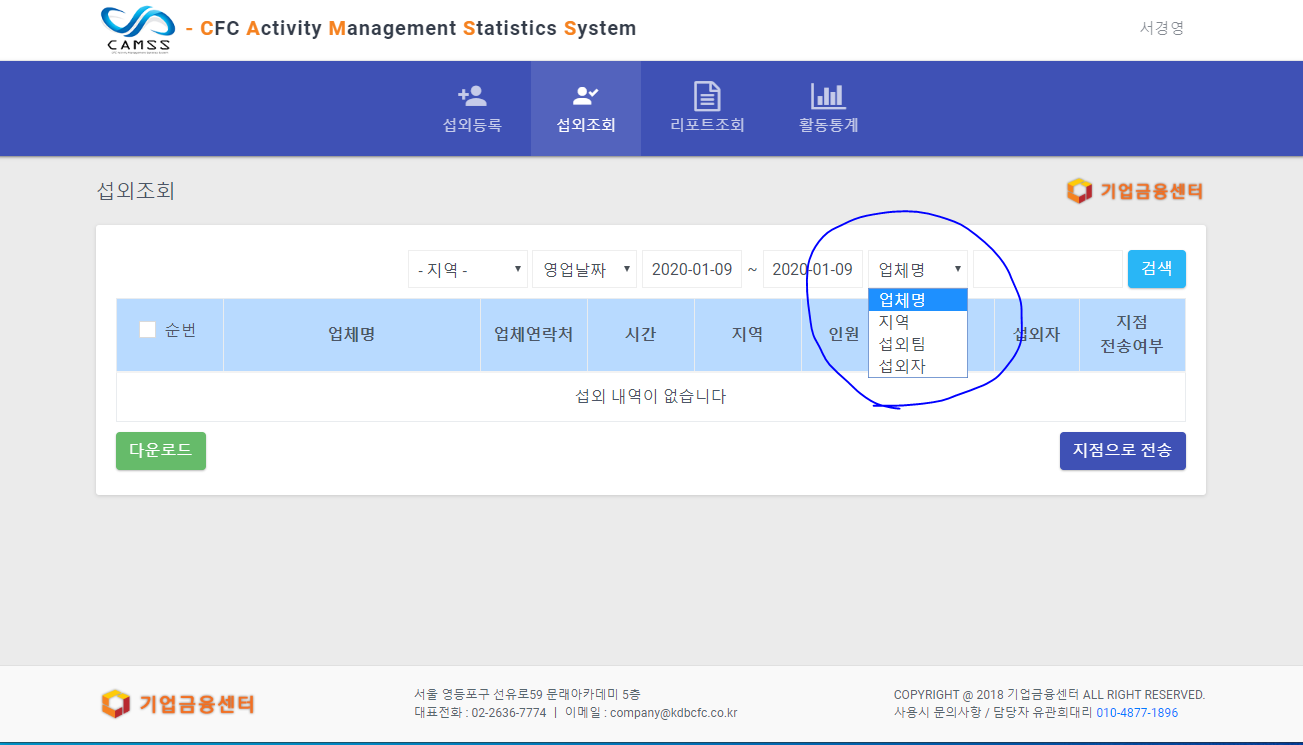 CAMSS
- CFC Activity Management Statistics System
서경영
섭외등록
섭외조회
리포트조회
활동통계
섭외조회
기업금융센터
- 지역 -
영업날짜
2020-01-09
~
2020-01-09
업체명
검색
업체명
지역
섭외팀
섭외자
순번
업체명
업체연락처
시간
지역
인원
섭외자
지점
전송여부
섭외 내역이 없습니다
다운로드
지점으로 전송
기업금융센터
서울 영등포구 선유로59 문래아카데미 5층
대표전화 : 02-2636-7774 | 이메일 : company@kdbcfc.co.kr
COPYRIGHT @ 2018 기업금융센터 ALL RIGHT RESERVED.
사용시 문의사항 / 담당자 유관희대리 010-4877-1896